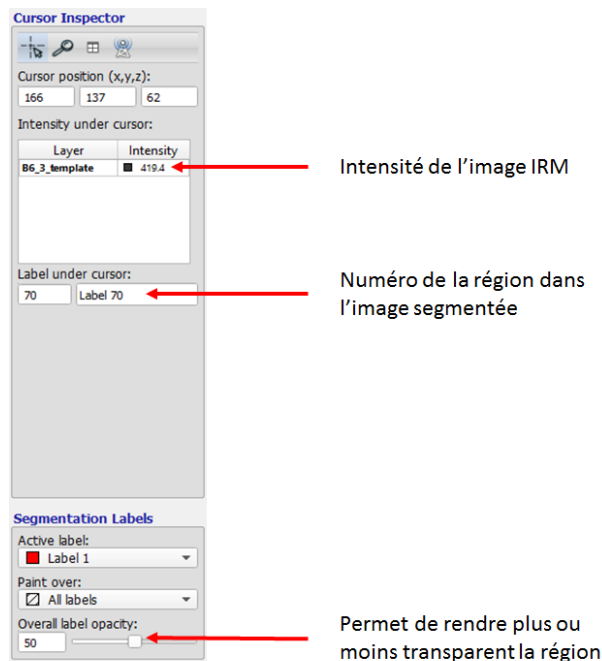 Cursor Inspector
Cursor position (x,y,z):
166 137 62
Intensity under cursor:
Layer Intensity
B6_3_template 419.4
Intensité de l'image IRM
Label under cursor:
70 Label 70
Numéro de la région dans
l'image segmentée
Segmentation Labels
Active label:
Label 1
Paint over:
All labels
Overall label opacity:
50
Permet de rendre plus ou
moins transparent la région